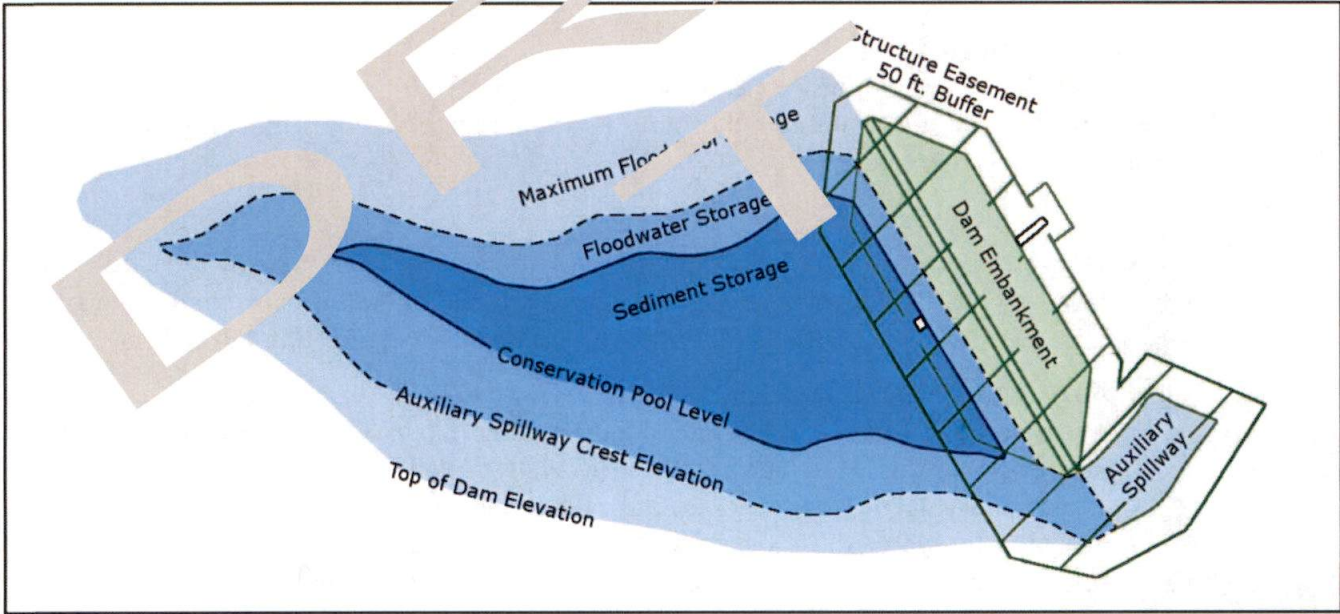 Structure Easement
50 ft. Buffer
Maximum
Floodwater Storage
Dam Embankment
Sediment Storage
Conservation Pool Level
Auxiliary Spillway Crest Elevation
Auxiliary
Spillway
Top of Dam Elevation